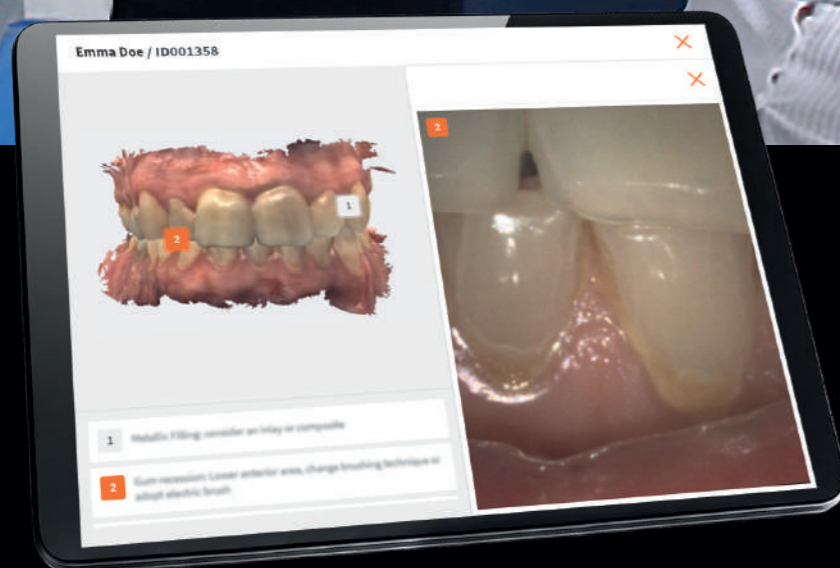 Emma Doe / ID001358
2
1
2
1 Metallic Filling: consider an inlay or composite
2 Gum recession: Lower anterior area, change brushing technique or
adopt electric brush